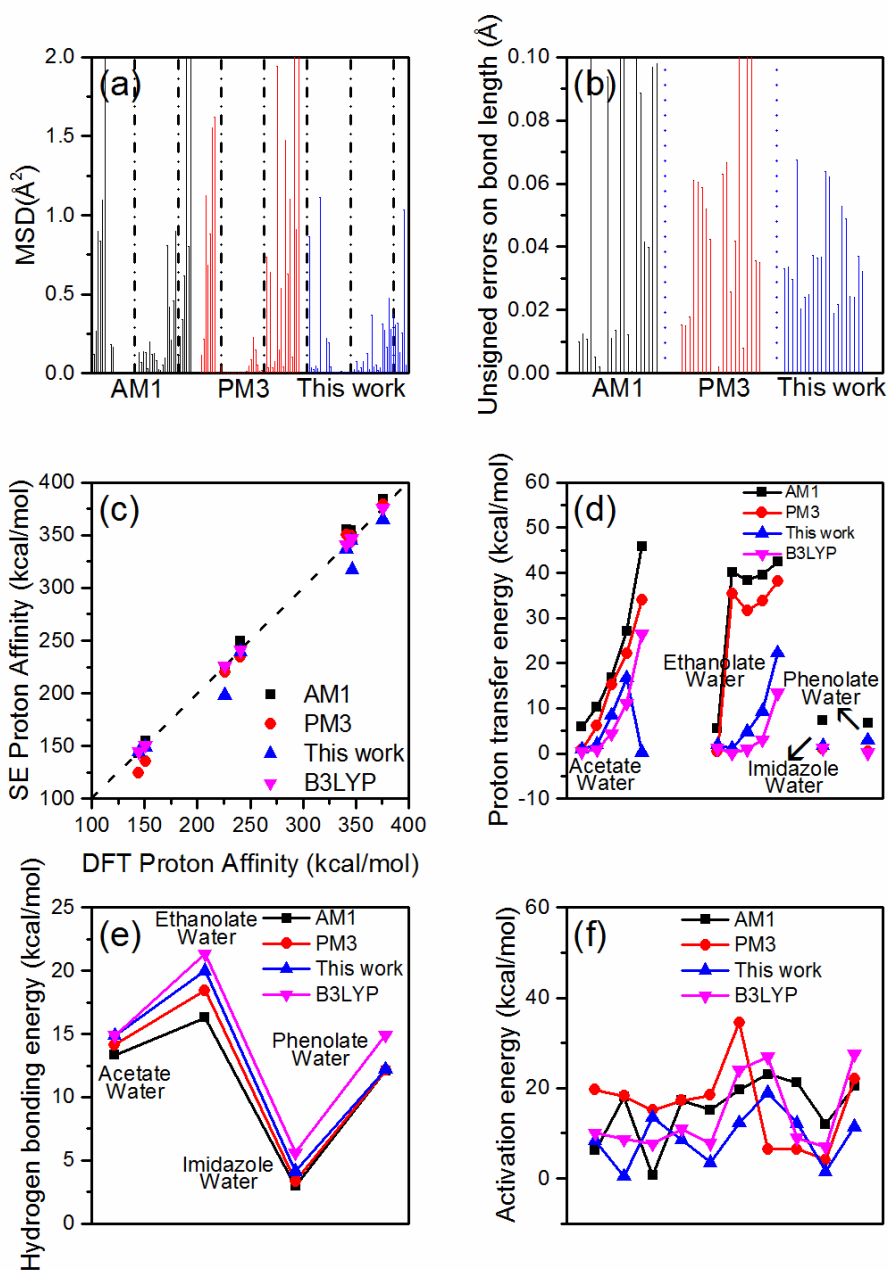 (a)
MSD(Å²)
2.0
1.5
1.0
0.5
0.0
AM1 PM3 This work
(b)
Unsigned errors on bond length (Å)
0.10
0.08
0.06
0.04
0.02
0.00
AM1 PM3 This work
(c)
SE Proton Affinity (kcal/mol)
400
350
300
250
200
150
100
AM1
PM3
This work
B3LYP
100 150 200 250 300 350 400
DFT Proton Affinity (kcal/mol)
(d)
Proton transfer energy (kcal/mol)
60
50
40
30
20
10
0
-10
AM1
PM3
This work
B3LYP
Ethanolate
Water
Phenolate
Water
Acetate
Water
Imidazole
Water
(e)
Hydrogen bonding energy (kcal/mol)
25
20
15
10
5
0
Ethanolate
Water
AM1
PM3
This work
B3LYP
Acetate
Water
Phenolate
Water
Imidazole
Water
(f)
Activation energy (kcal/mol)
60
40
20
0
AM1
PM3
This work
B3LYP